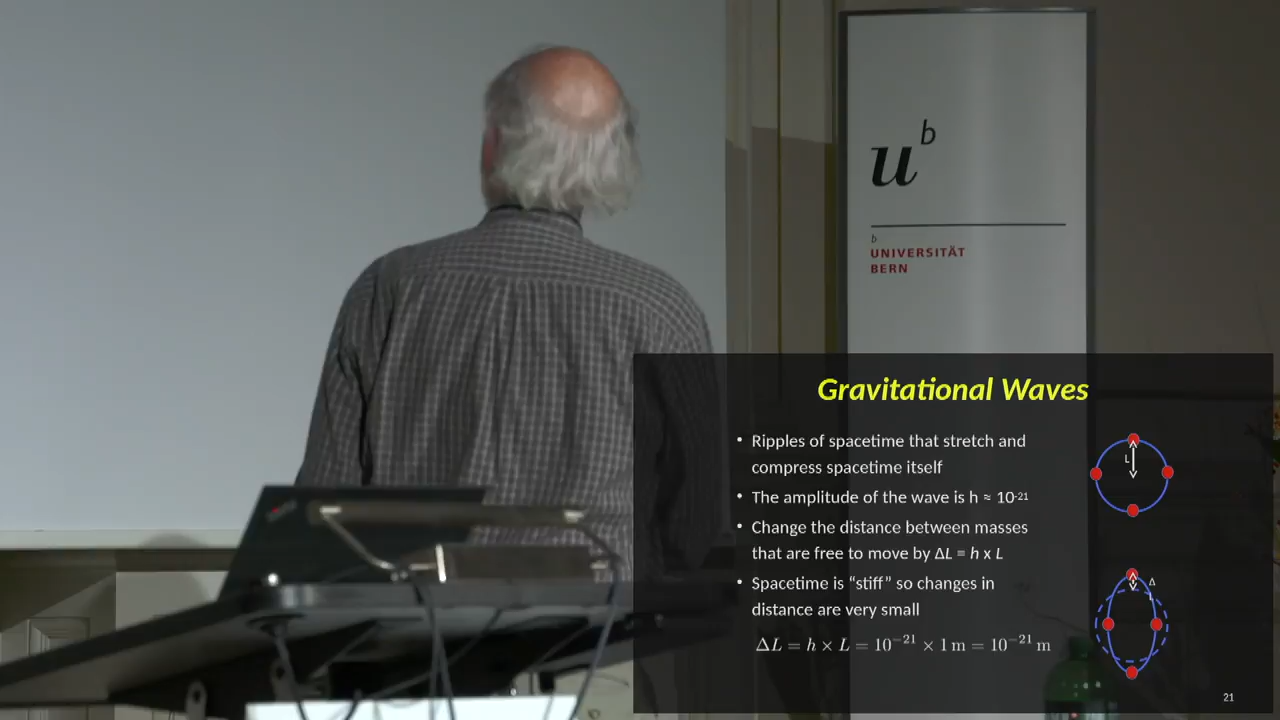 u b
b
UNIVERSITÄT
BERN
Gravitational Waves
• Ripples of spacetime that stretch and
compress spacetime itself
• The amplitude of the wave is h ≈ 10⁻²¹
• Change the distance between masses
that are free to move by ΔL = h x L
• Spacetime is “stiff” so changes in
distance are very small
ΔL = h × L = 10⁻²¹ × 1 m = 10⁻²¹ m
L
Δ
L
21